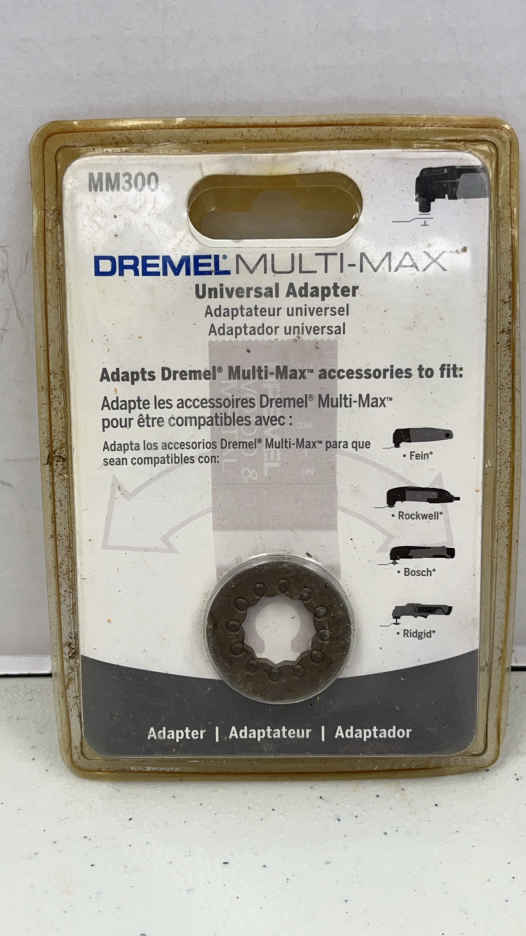 MM300
DREMEL® MULTI-MAX™
Universal Adapter
Adaptateur universel
Adaptador universal
Adapts Dremel® Multi-Max™ accessories to fit:
Adapte les accessoires Dremel® Multi-Max™
pour être compatibles avec :
Adapta los accesorios Dremel® Multi-Max™ para que
sean compatibles con:
• Fein*
• Rockwell*
• Bosch*
• Ridgid*
Adapter | Adaptateur | Adaptador